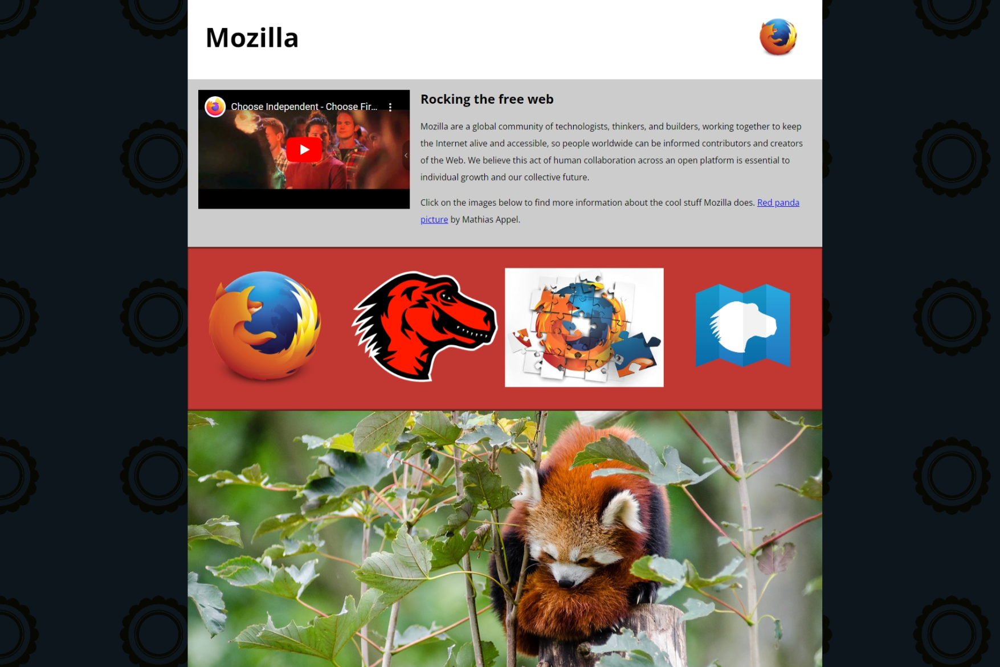 Mozilla
Choose Independent - Choose Fir...
Rocking the free web
Mozilla are a global community of technologists, thinkers, and builders, working together to keep
the Internet alive and accessible, so people worldwide can be informed contributors and creators
of the Web. We believe this act of human collaboration across an open platform is essential to
individual growth and our collective future.
Click on the images below to find more information about the cool stuff Mozilla does. Red panda
picture by Mathias Appel.